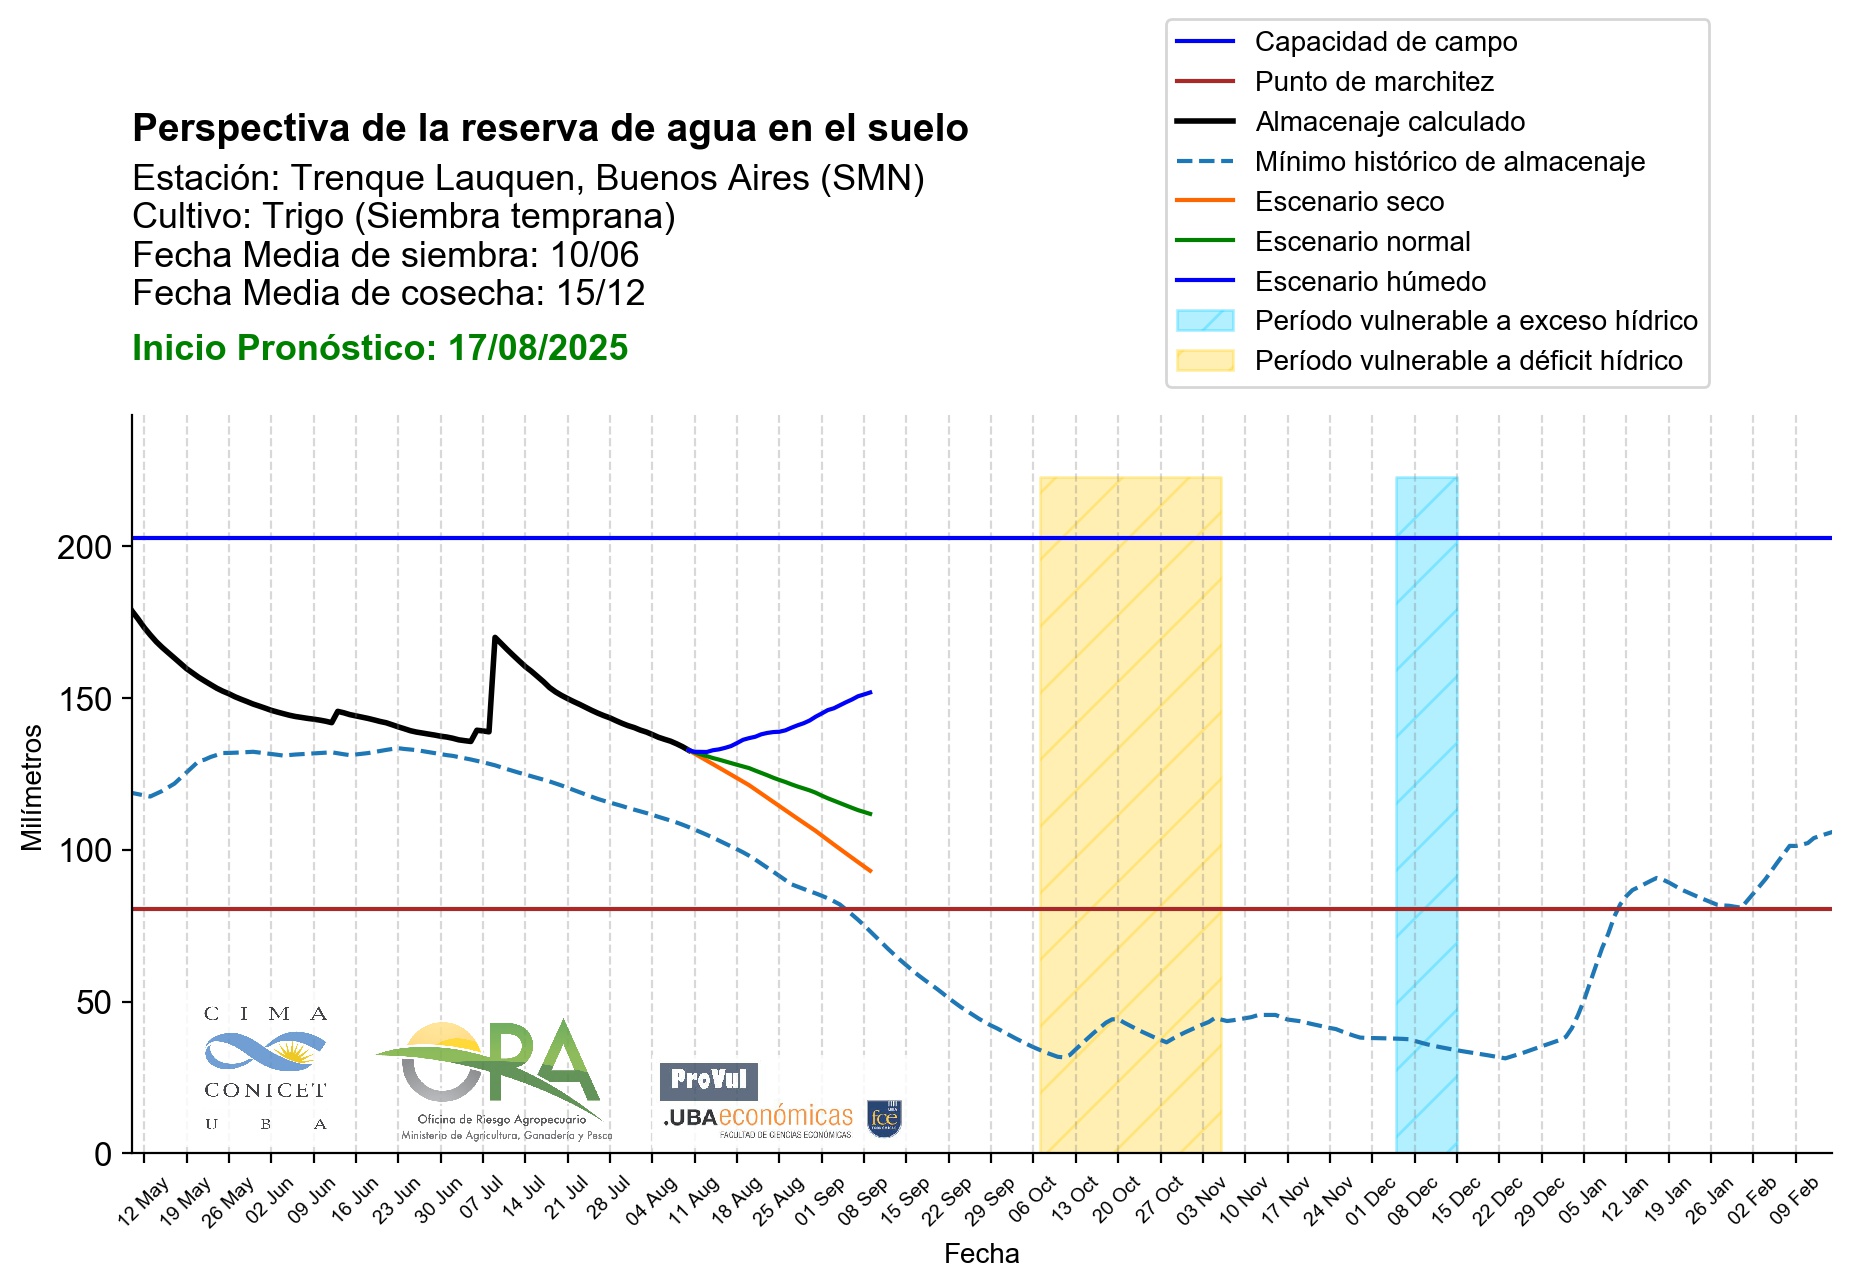 Capacidad de campo
Punto de marchitez
Almacenaje calculado
Mínimo histórico de almacenaje
Escenario seco
Escenario normal
Escenario húmedo
Período vulnerable a exceso hídrico
Período vulnerable a déficit hídrico
Perspectiva de la reserva de agua en el suelo
Estación: Trenque Lauquen, Buenos Aires (SMN)
Cultivo: Trigo (Siembra temprana)
Fecha Media de siembra: 10/06
Fecha Media de cosecha: 15/12
Inicio Pronóstico: 17/08/2025
Milímetros
200
150
100
50
0
CIMA
CONICET
UBA
ORA
Oficina de Riesgo Agropecuario
Ministerio de Agricultura, Ganadería y Pesca
ProVul
.UBAeconómicas
FACULTAD DE CIENCIAS ECONÓMICAS
fce
12 May
19 May
26 May
02 Jun
09 Jun
16 Jun
23 Jun
30 Jun
07 Jul
14 Jul
21 Jul
28 Jul
04 Aug
11 Aug
18 Aug
25 Aug
01 Sep
08 Sep
15 Sep
22 Sep
29 Sep
06 Oct
13 Oct
20 Oct
27 Oct
03 Nov
10 Nov
17 Nov
24 Nov
01 Dec
08 Dec
15 Dec
22 Dec
29 Dec
05 Jan
12 Jan
19 Jan
26 Jan
02 Feb
09 Feb
Fecha